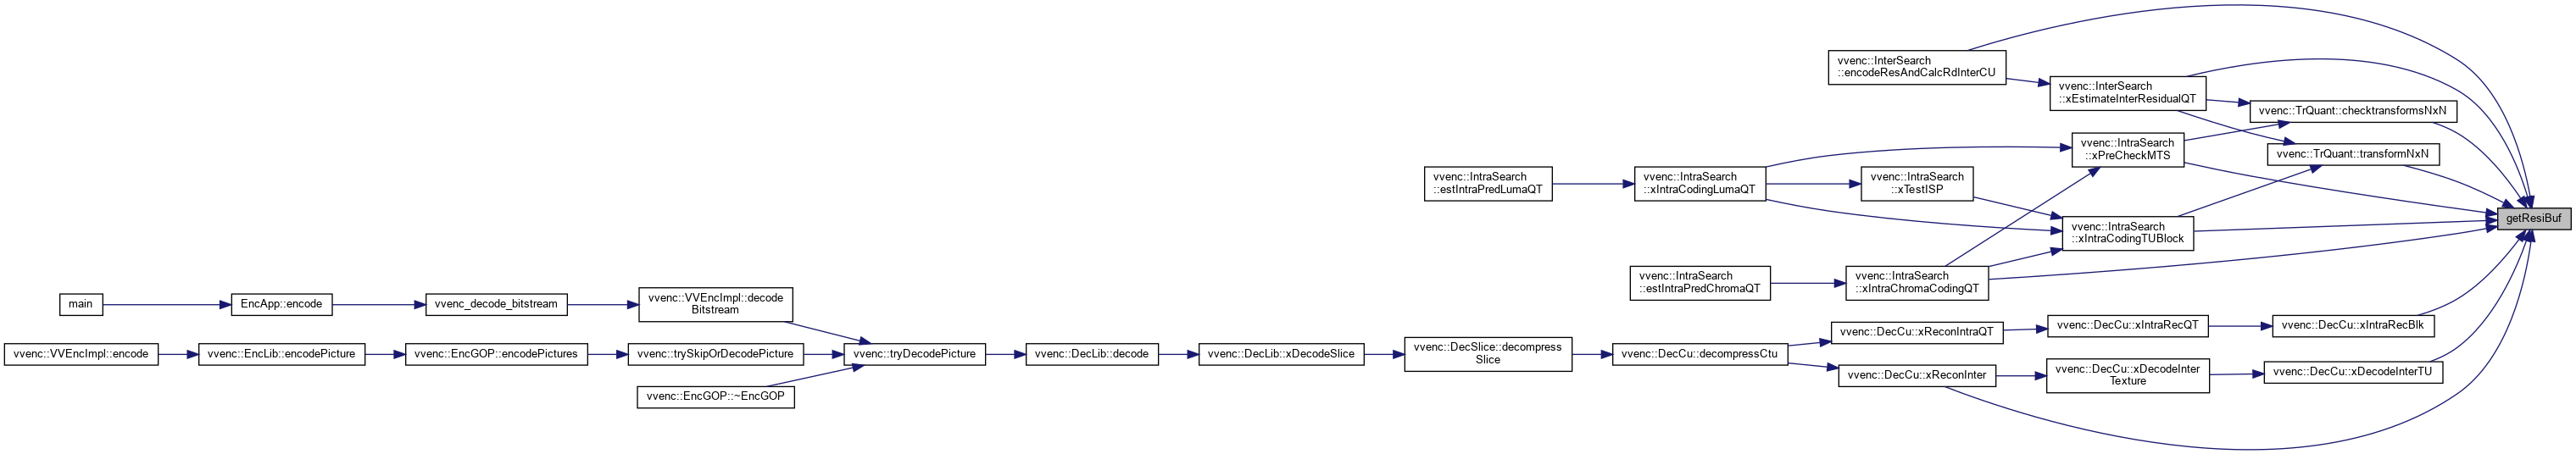 vvenc::InterSearch
::encodeResAndCalcRdInterCU
vvenc::InterSearch
::xEstimateInterResidualQT
vvenc::TrQuant::checktransformsNxN
vvenc::IntraSearch
::xPreCheckMTS
vvenc::TrQuant::transformNxN
vvenc::IntraSearch
::estIntraPredLumaQT
vvenc::IntraSearch
::xIntraCodingLumaQT
vvenc::IntraSearch
::xTestISP
getResiBuf
vvenc::IntraSearch
::xIntraCodingTUBlock
vvenc::IntraSearch
::estIntraPredChromaQT
vvenc::IntraSearch
::xIntraChromaCodingQT
main
EncApp::encode
vvenc_decode_bitstream
vvenc::VVEncImpl::decode
Bitstream
vvenc::DecCu::xReconIntraQT
vvenc::DecCu::xIntraRecQT
vvenc::DecCu::xIntraRecBlk
vvenc::VVEncImpl::encode
vvenc::EncLib::encodePicture
vvenc::EncGOP::encodePictures
vvenc::trySkipOrDecodePicture
vvenc::tryDecodePicture
vvenc::DecLib::decode
vvenc::DecLib::xDecodeSlice
vvenc::DecSlice::decompress
Slice
vvenc::DecCu::decompressCtu
vvenc::DecCu::xReconInter
vvenc::DecCu::xDecodeInter
Texture
vvenc::DecCu::xDecodeInterTU
vvenc::EncGOP::~EncGOP